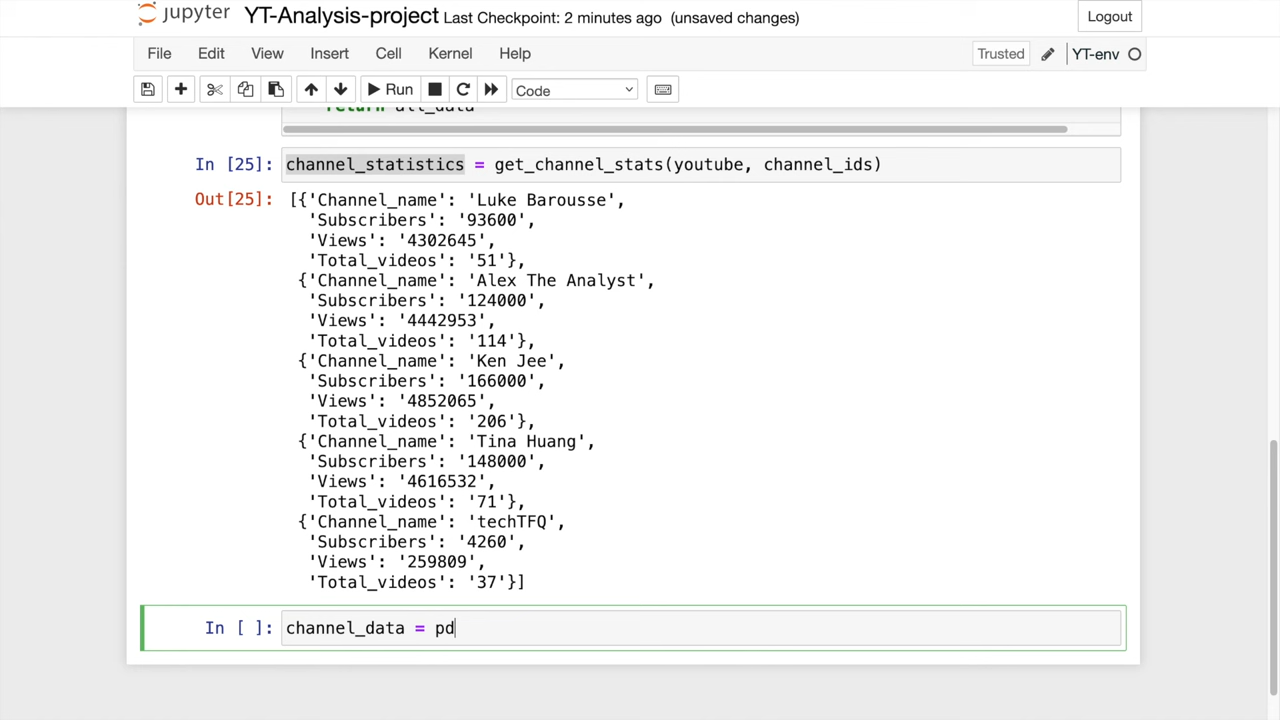 jupyter YT-Analysis-project Last Checkpoint: 2 minutes ago (unsaved changes) Logout
File Edit View Insert Cell Kernel Help Trusted YT-env
Run Code
return all_data
In [25]: channel_statistics = get_channel_stats(youtube, channel_ids)
Out[25]: [{'Channel_name': 'Luke Barousse',
'Subscribers': '93600',
'Views': '4302645',
'Total_videos': '51'},
{'Channel_name': 'Alex The Analyst',
'Subscribers': '124000',
'Views': '4442953',
'Total_videos': '114'},
{'Channel_name': 'Ken Jee',
'Subscribers': '166000',
'Views': '4852065',
'Total_videos': '206'},
{'Channel_name': 'Tina Huang',
'Subscribers': '148000',
'Views': '4616532',
'Total_videos': '71'},
{'Channel_name': 'techTFQ',
'Subscribers': '4260',
'Views': '259809',
'Total_videos': '37'}]
In [ ]: channel_data = pd